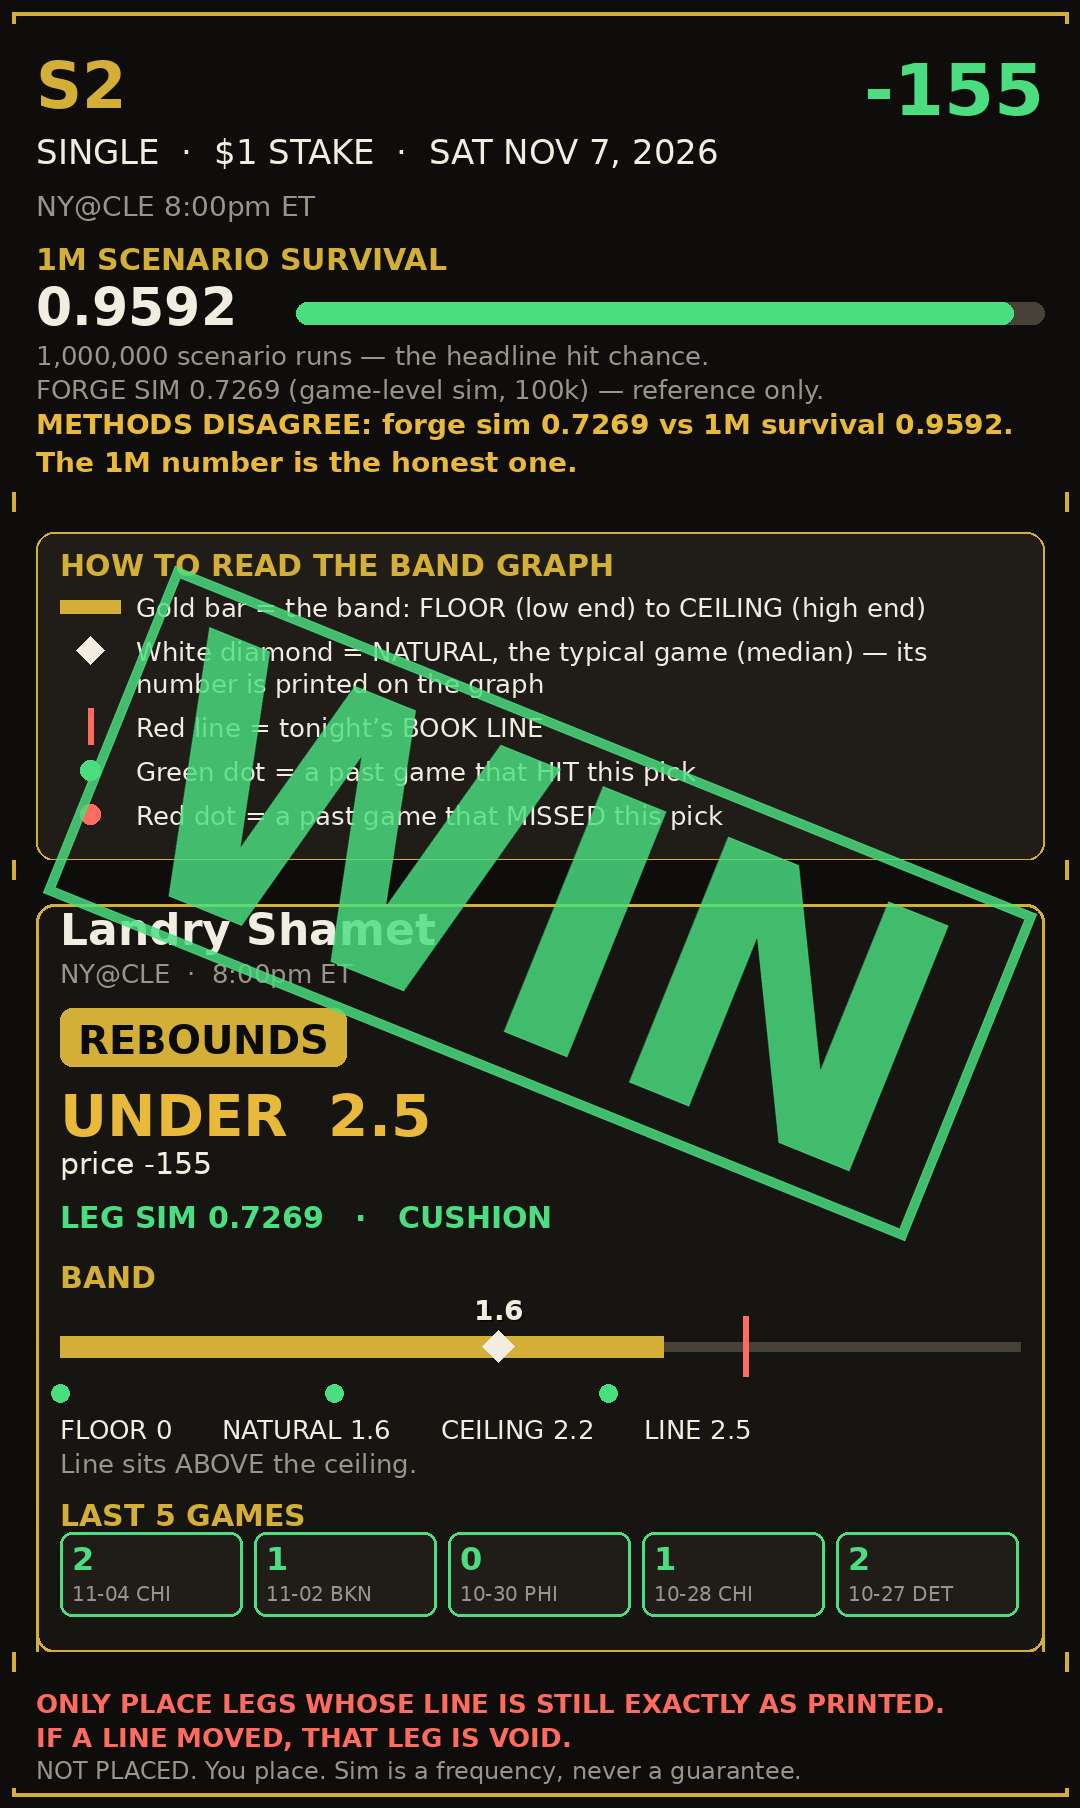 S2
-155
SINGLE · $1 STAKE · SAT NOV 7, 2026
NY@CLE 8:00pm ET
1M SCENARIO SURVIVAL
0.9592
1,000,000 scenario runs — the headline hit chance.
FORGE SIM 0.7269 (game-level sim, 100k) — reference only.
METHODS DISAGREE: forge sim 0.7269 vs 1M survival 0.9592.
The 1M number is the honest one.
HOW TO READ THE BAND GRAPH
Gold bar = the band: FLOOR (low end) to CEILING (high end)
White diamond = NATURAL, the typical game (median) — its
number is printed on the graph
Red line = tonight's BOOK LINE
Green dot = a past game that HIT this pick
Red dot = a past game that MISSED this pick
WIN
Landry Shamet
NY@CLE · 8:00pm ET
REBOUNDS
UNDER 2.5
price -155
LEG SIM 0.7269 · CUSHION
BAND
1.6
FLOOR 0 NATURAL 1.6 CEILING 2.2 LINE 2.5
Line sits ABOVE the ceiling.
LAST 5 GAMES
2 1 0 1 2
11-04 CHI 11-02 BKN 10-30 PHI 10-28 CHI 10-27 DET
ONLY PLACE LEGS WHOSE LINE IS STILL EXACTLY AS PRINTED.
IF A LINE MOVED, THAT LEG IS VOID.
NOT PLACED. You place. Sim is a frequency, never a guarantee.